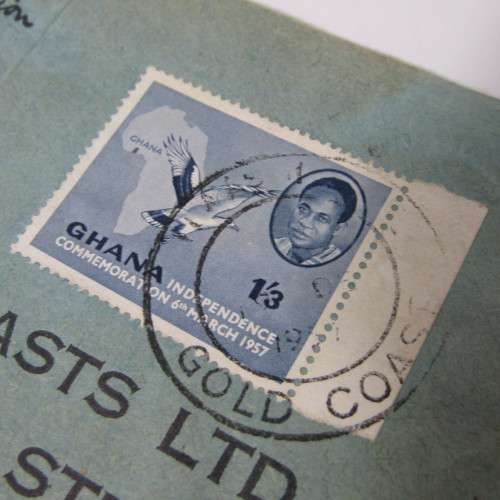 GHANA
GHANA
INDEPENDENCE
COMMEMORATION 6th MARCH 1957
1/3
GOLD COAST
ASTS LTD